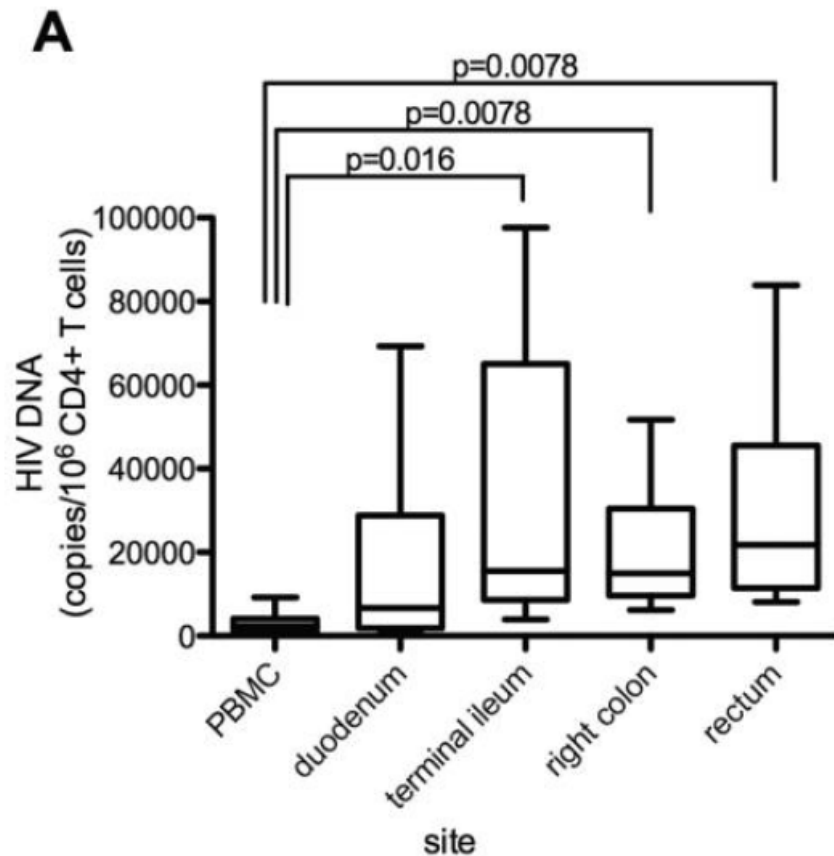 A
p=0.0078
p=0.0078
p=0.016
HIV DNA
(copies/10⁶ CD4+ T cells)
100000
80000
60000
40000
20000
0
PBMC
duodenum
terminal ileum
right colon
rectum
site